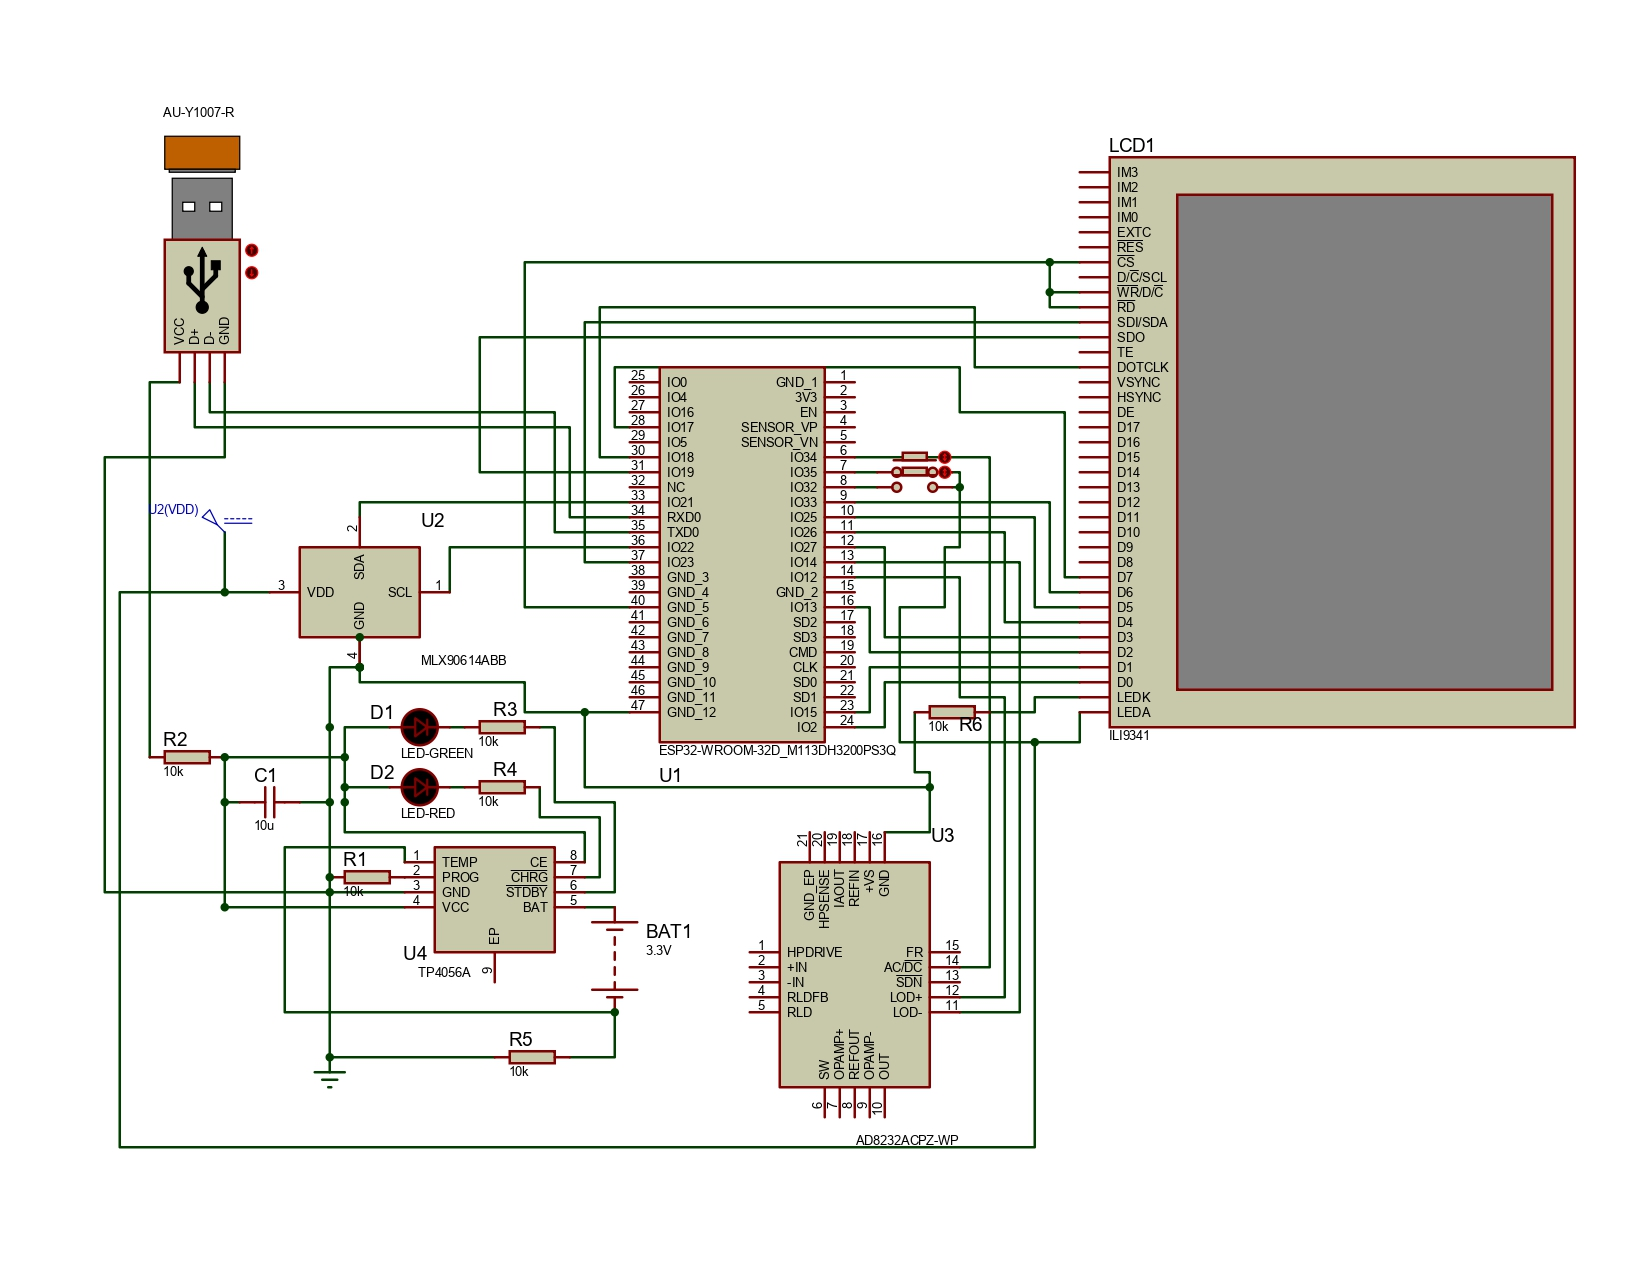 AU-Y1007-R
VCC
D+
D-
GND
U2(VDD)
U2
2
SDA
3
VDD
SCL
1
GND
4
MLX90614ABB
LCD1
IM3
IM2
IM1
IM0
EXTC
RES
CS
D/C/SCL
WR/D/C
RD
SDI/SDA
SDO
TE
DOTCLK
VSYNC
HSYNC
DE
D17
D16
D15
D14
D13
D12
D11
D10
D9
D8
D7
D6
D5
D4
D3
D2
D1
D0
LEDK
LEDA
ILI9341
25 IO0 GND_1 1
26 IO4 3V3 2
27 IO16 EN 3
28 IO17 SENSOR_VP 4
29 IO5 SENSOR_VN 5
30 IO18 IO34 6
31 IO19 IO35 7
32 NC IO32 8
33 IO21 IO33 9
34 RXD0 IO25 10
35 TXD0 IO26 11
36 IO22 IO27 12
37 IO23 IO14 13
38 GND_3 IO12 14
39 GND_4 GND_2 15
40 GND_5 IO13 16
41 GND_6 SD2 17
42 GND_7 SD3 18
43 GND_8 CMD 19
44 GND_9 CLK 20
45 GND_10 SD0 21
46 GND_11 SD1 22
47 GND_12 IO15 23
IO2 24
ESP32-WROOM-32D_M113DH3200PS3Q
U1
R6
10k
D1
LED-GREEN
R3
10k
D2
LED-RED
R4
10k
R2
10k
C1
10u
R1
10k
1 TEMP CE 8
2 PROG CHRG 7
3 GND STDBY 6
4 VCC BAT 5
EP
9
U4
TP4056A
BAT1
3.3V
R5
10k
U3
21 20 19 18 17 16
GND_EP
HPSENSE
IAOUT
REFIN
+VS
GND
1 HPDRIVE FR 15
2 +IN AC/DC 14
3 -IN SDN 13
4 RLDFB LOD+ 12
5 RLD LOD- 11
SW
OPAMP+
REFOUT
OPAMP-
OUT
6 7 8 9 10
AD8232ACPZ-WP